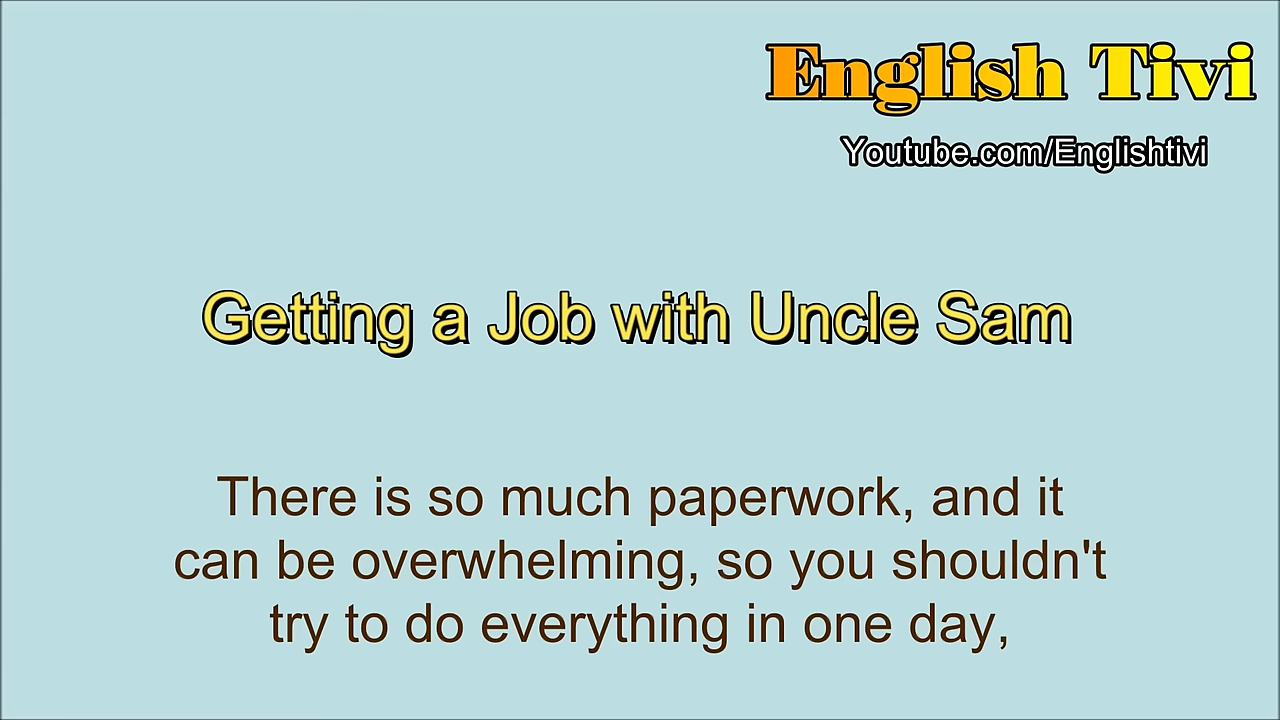 English Tivi
Youtube.com/Englishtivi
Getting a Job with Uncle Sam
There is so much paperwork, and it
can be overwhelming, so you shouldn't
try to do everything in one day,